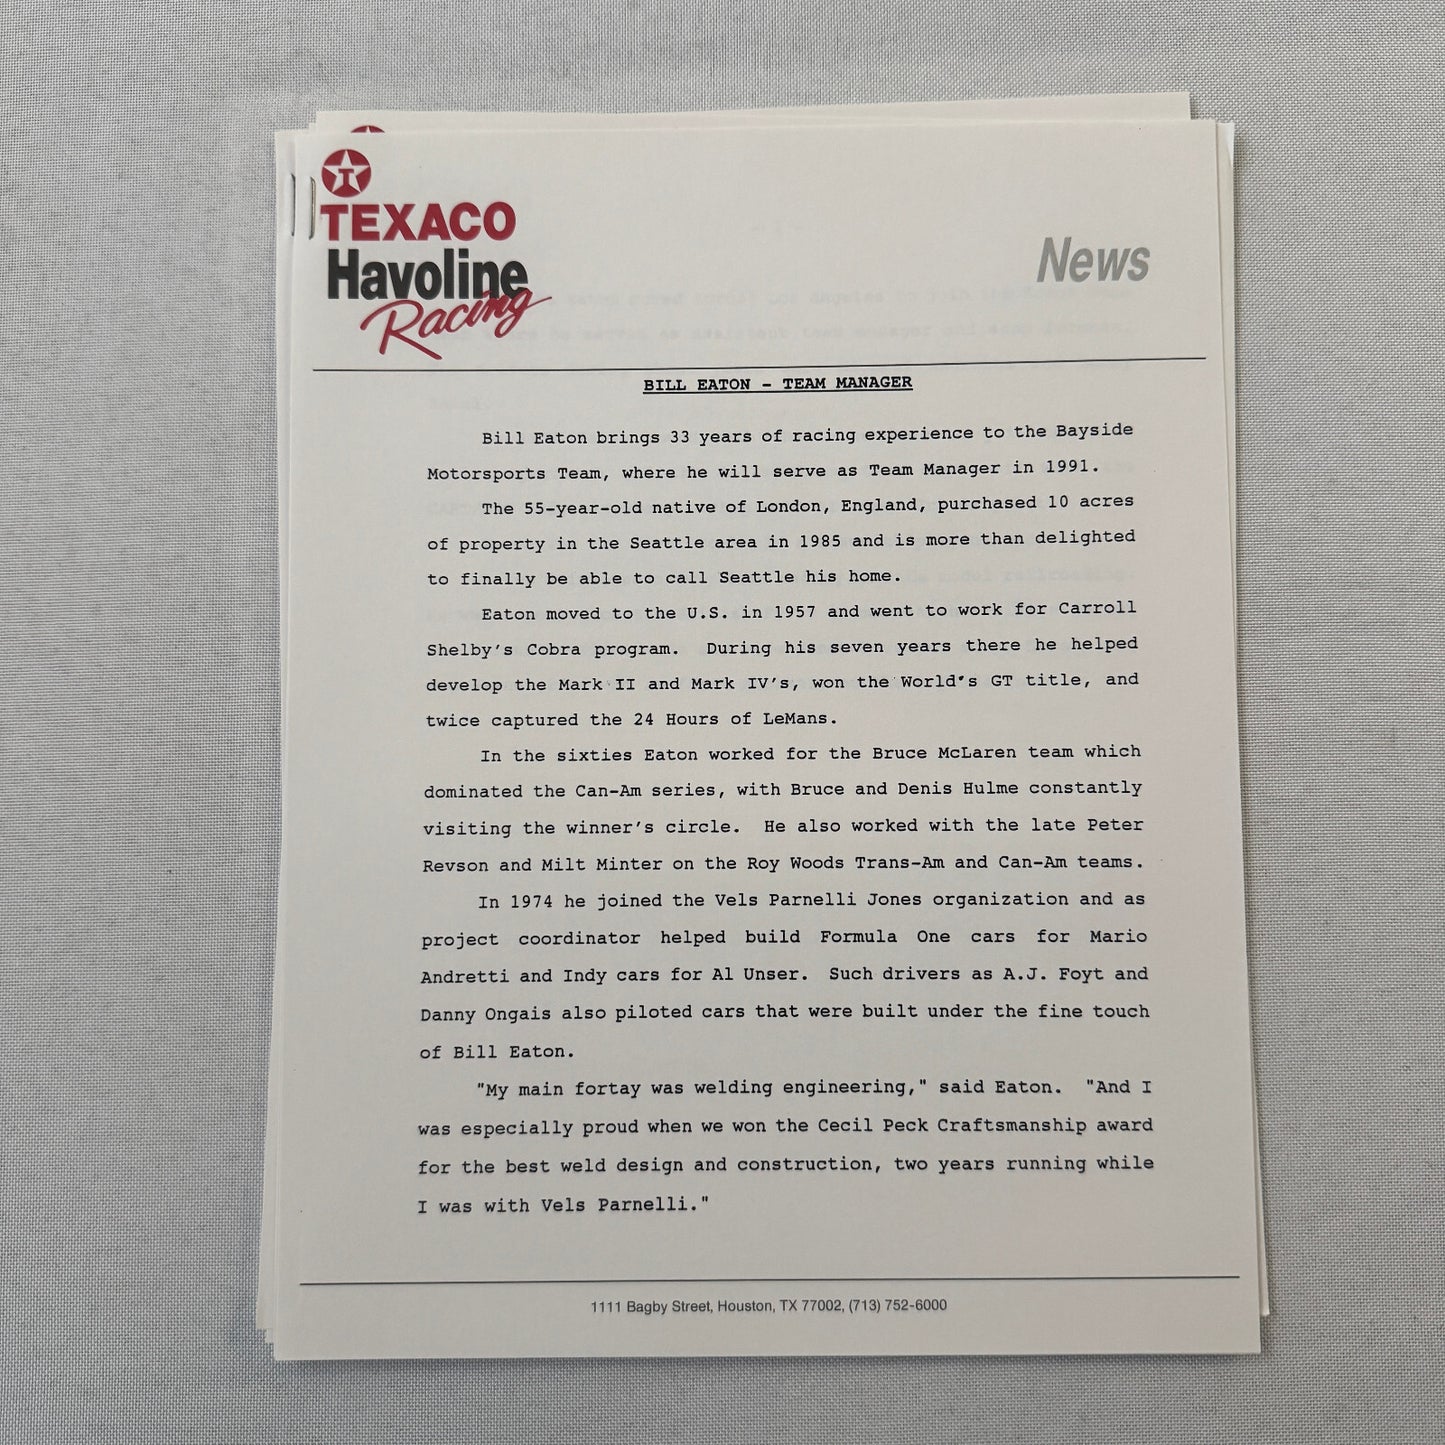 TEXACO
Havoline
Racing
News
BILL EATON - TEAM MANAGER
Bill Eaton brings 33 years of racing experience to the Bayside
Motorsports Team, where he will serve as Team Manager in 1991.
The 55-year-old native of London, England, purchased 10 acres
of property in the Seattle area in 1985 and is more than delighted
to finally be able to call Seattle his home.
Eaton moved to the U.S. in 1957 and went to work for Carroll
Shelby's Cobra program. During his seven years there he helped
develop the Mark II and Mark IV's, won the World's GT title, and
twice captured the 24 Hours of LeMans.
In the sixties Eaton worked for the Bruce McLaren team which
dominated the Can-Am series, with Bruce and Denis Hulme constantly
visiting the winner's circle. He also worked with the late Peter
Revson and Milt Minter on the Roy Woods Trans-Am and Can-Am teams.
In 1974 he joined the Vels Parnelli Jones organization and as
project coordinator helped build Formula One cars for Mario
Andretti and Indy cars for Al Unser. Such drivers as A.J. Foyt and
Danny Ongais also piloted cars that were built under the fine touch
of Bill Eaton.
"My main fortay was welding engineering," said Eaton. "And I
was especially proud when we won the Cecil Peck Craftsmanship award
for the best weld design and construction, two years running while
I was with Vels Parnelli."
1111 Bagby Street, Houston, TX 77002, (713) 752-6000